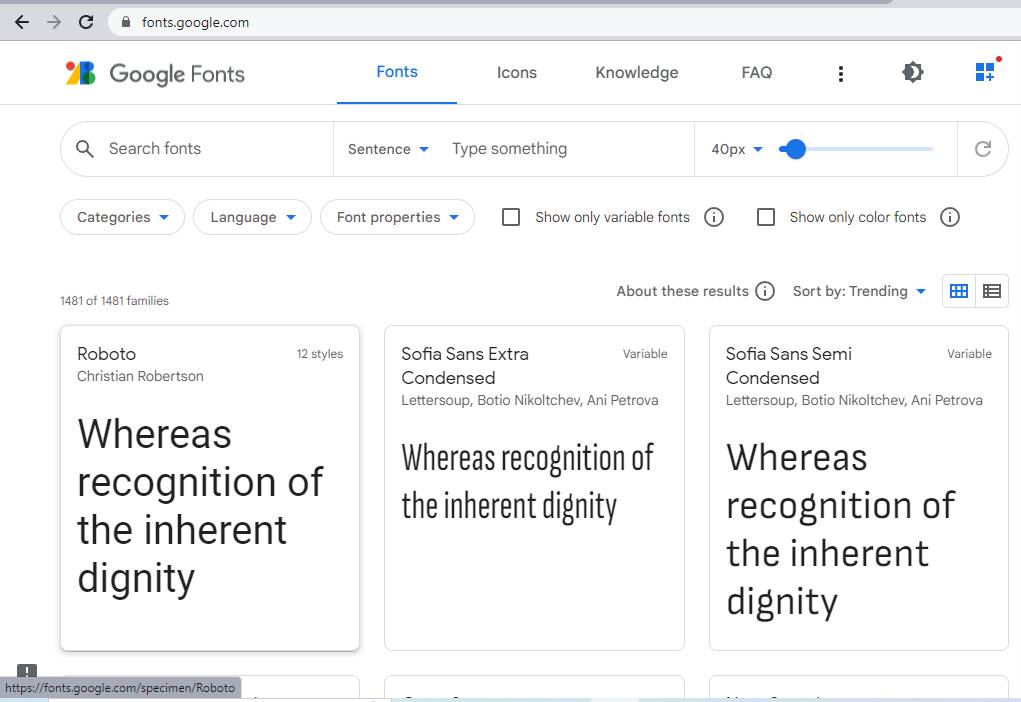 fonts.google.com
Google Fonts
Fonts
Icons
Knowledge
FAQ
Search fonts
Sentence
Type something
40px
Categories
Language
Font properties
Show only variable fonts
Show only color fonts
1481 of 1481 families
About these results
Sort by: Trending
Roboto
12 styles
Christian Robertson
Whereas
recognition of
the inherent
dignity
Sofia Sans Extra
Condensed
Variable
Lettersoup, Botio Nikoltchev, Ani Petrova
Whereas recognition of
the inherent dignity
Sofia Sans Semi
Condensed
Variable
Lettersoup, Botio Nikoltchev, Ani Petrova
Whereas
recognition of
the inherent
dignity
https://fonts.google.com/specimen/Roboto